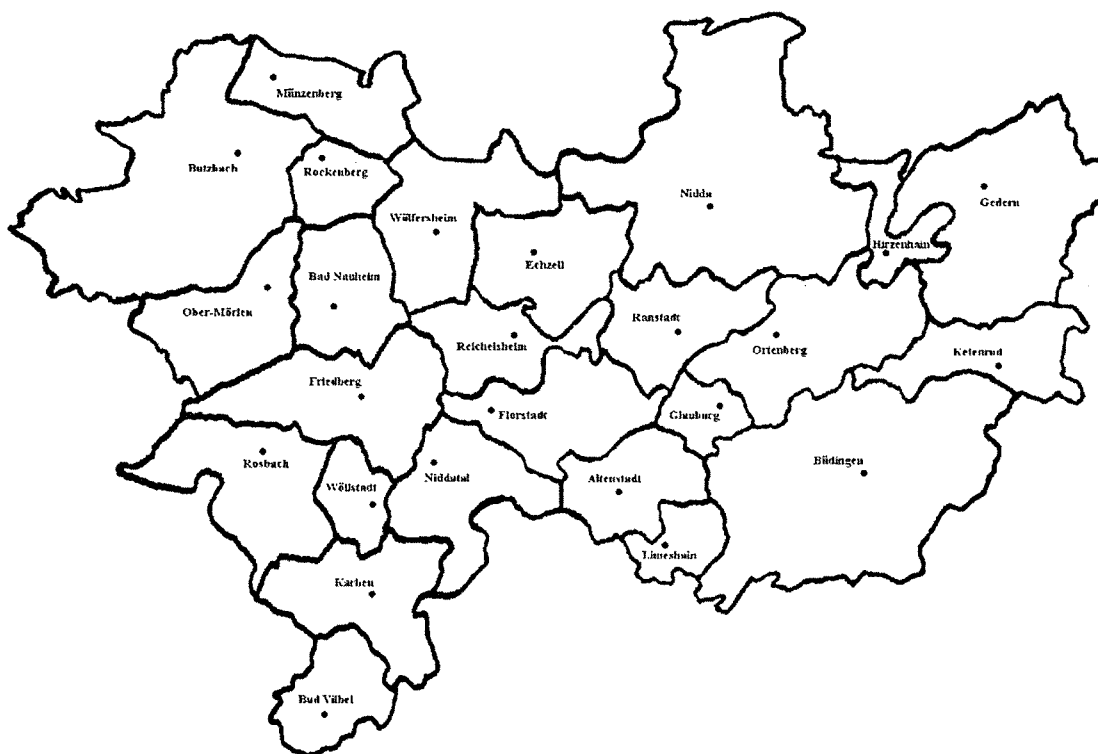 Münzenberg
Butzbach
Rockenberg
Nidda
Gedern
Wölfersheim
Hirzenhain
Echzell
Bad Nauheim
Ober-Mörlen
Ranstadt
Reichelsheim
Ortenberg
Kefenrod
Friedberg
Florstadt
Glauburg
Rosbach
Büdingen
Niddatal
Altenstadt
Wöllstadt
Limeshain
Karben
Bad Vilbel